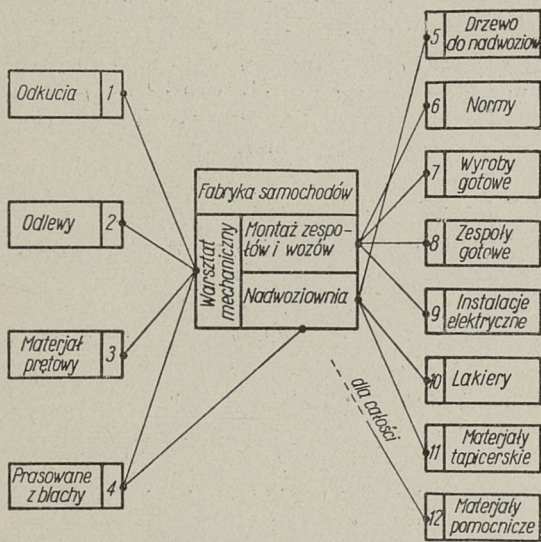 Odkucia 1
Odlewy 2
Materjał
prętowy 3
Prasowane
z blachy 4
Fabryka samochodów
Warsztat
mechaniczny
Montaż zespo-
łów i wozów
Nadwoziownia
dla całości
5 Drzewo
do nadwoziow
6 Normy
7 Wyroby
gotowe
8 Zespoły
gotowe
9 Instalacje
elektryczne
10 Lakiery
11 Materjały
tapicerskie
12 Materjały
pomocnicze